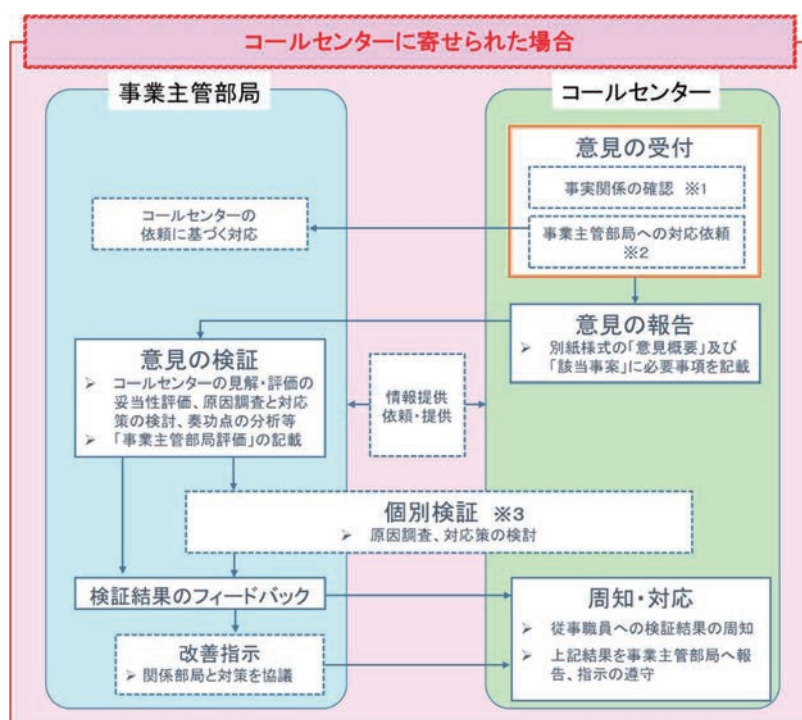 コールセンターに寄せられた場合
事業主管部局
コールセンター
意見の受付
事実関係の確認 ※1
事業主管部局への対応依頼
※2
コールセンターの
依頼に基づく対応
意見の報告
➢ 別紙様式の「意見概要」及び
「該当事案」に必要事項を記載
意見の検証
➢ コールセンターの見解・評価の
妥当性評価、原因調査と対応
策の検討、奏功点の分析等
➢ 「事業主管部局評価」の記載
情報提供
依頼・提供
個別検証 ※3
➢ 原因調査、対応策の検討
検証結果のフィードバック
周知・対応
➢ 従事職員への検証結果の周知
➢ 上記結果を事業主管部局へ報
告、指示の遵守
改善指示
➢ 関係部局と対策を協議